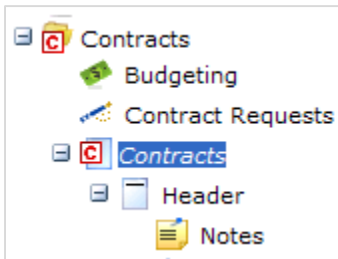 Contracts
Budgeting
Contract Requests
C Contracts
Header
Notes